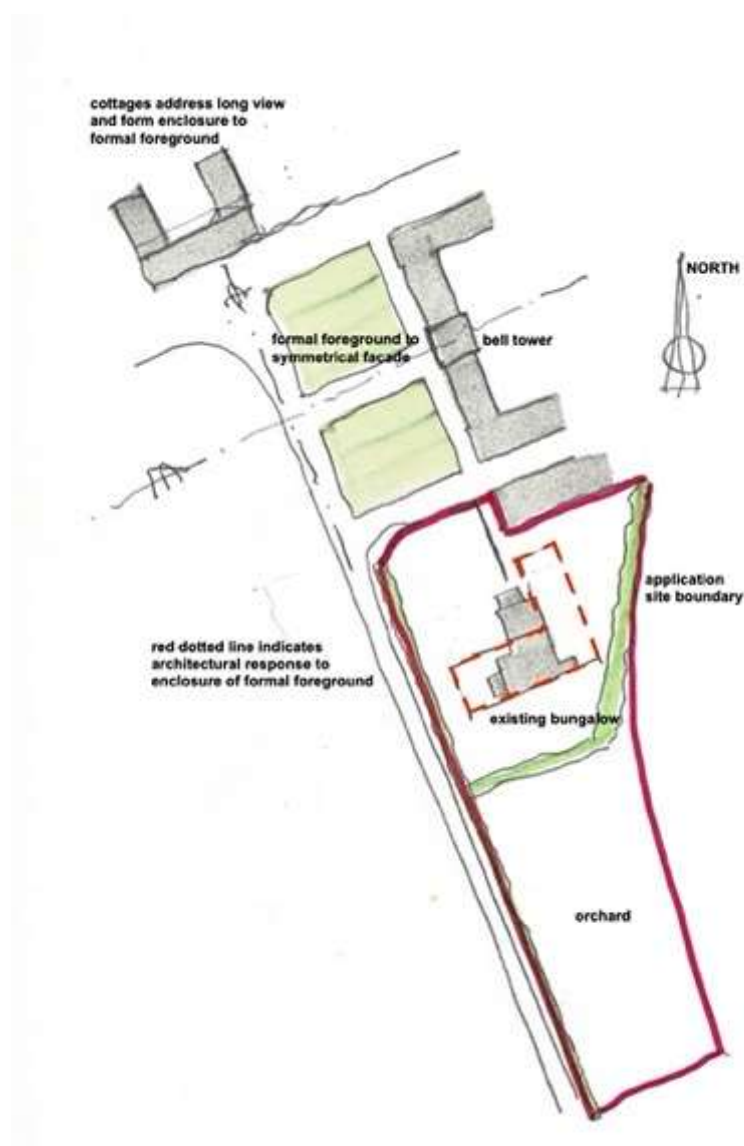 cottages address long view
and form enclosure to
formal foreground
NORTH
formal foreground to
symmetrical façade
bell tower
application
site boundary
red dotted line indicates
architectural response to
enclosure of formal foreground
existing bungalow
orchard